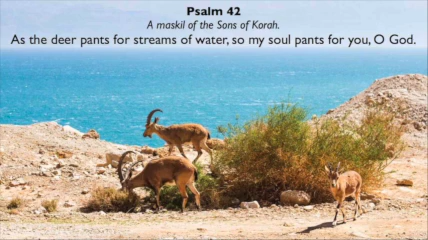 Psalm 42
A maskil of the Sons of Korah.
As the deer pants for streams of water, so my soul pants for you, O God.